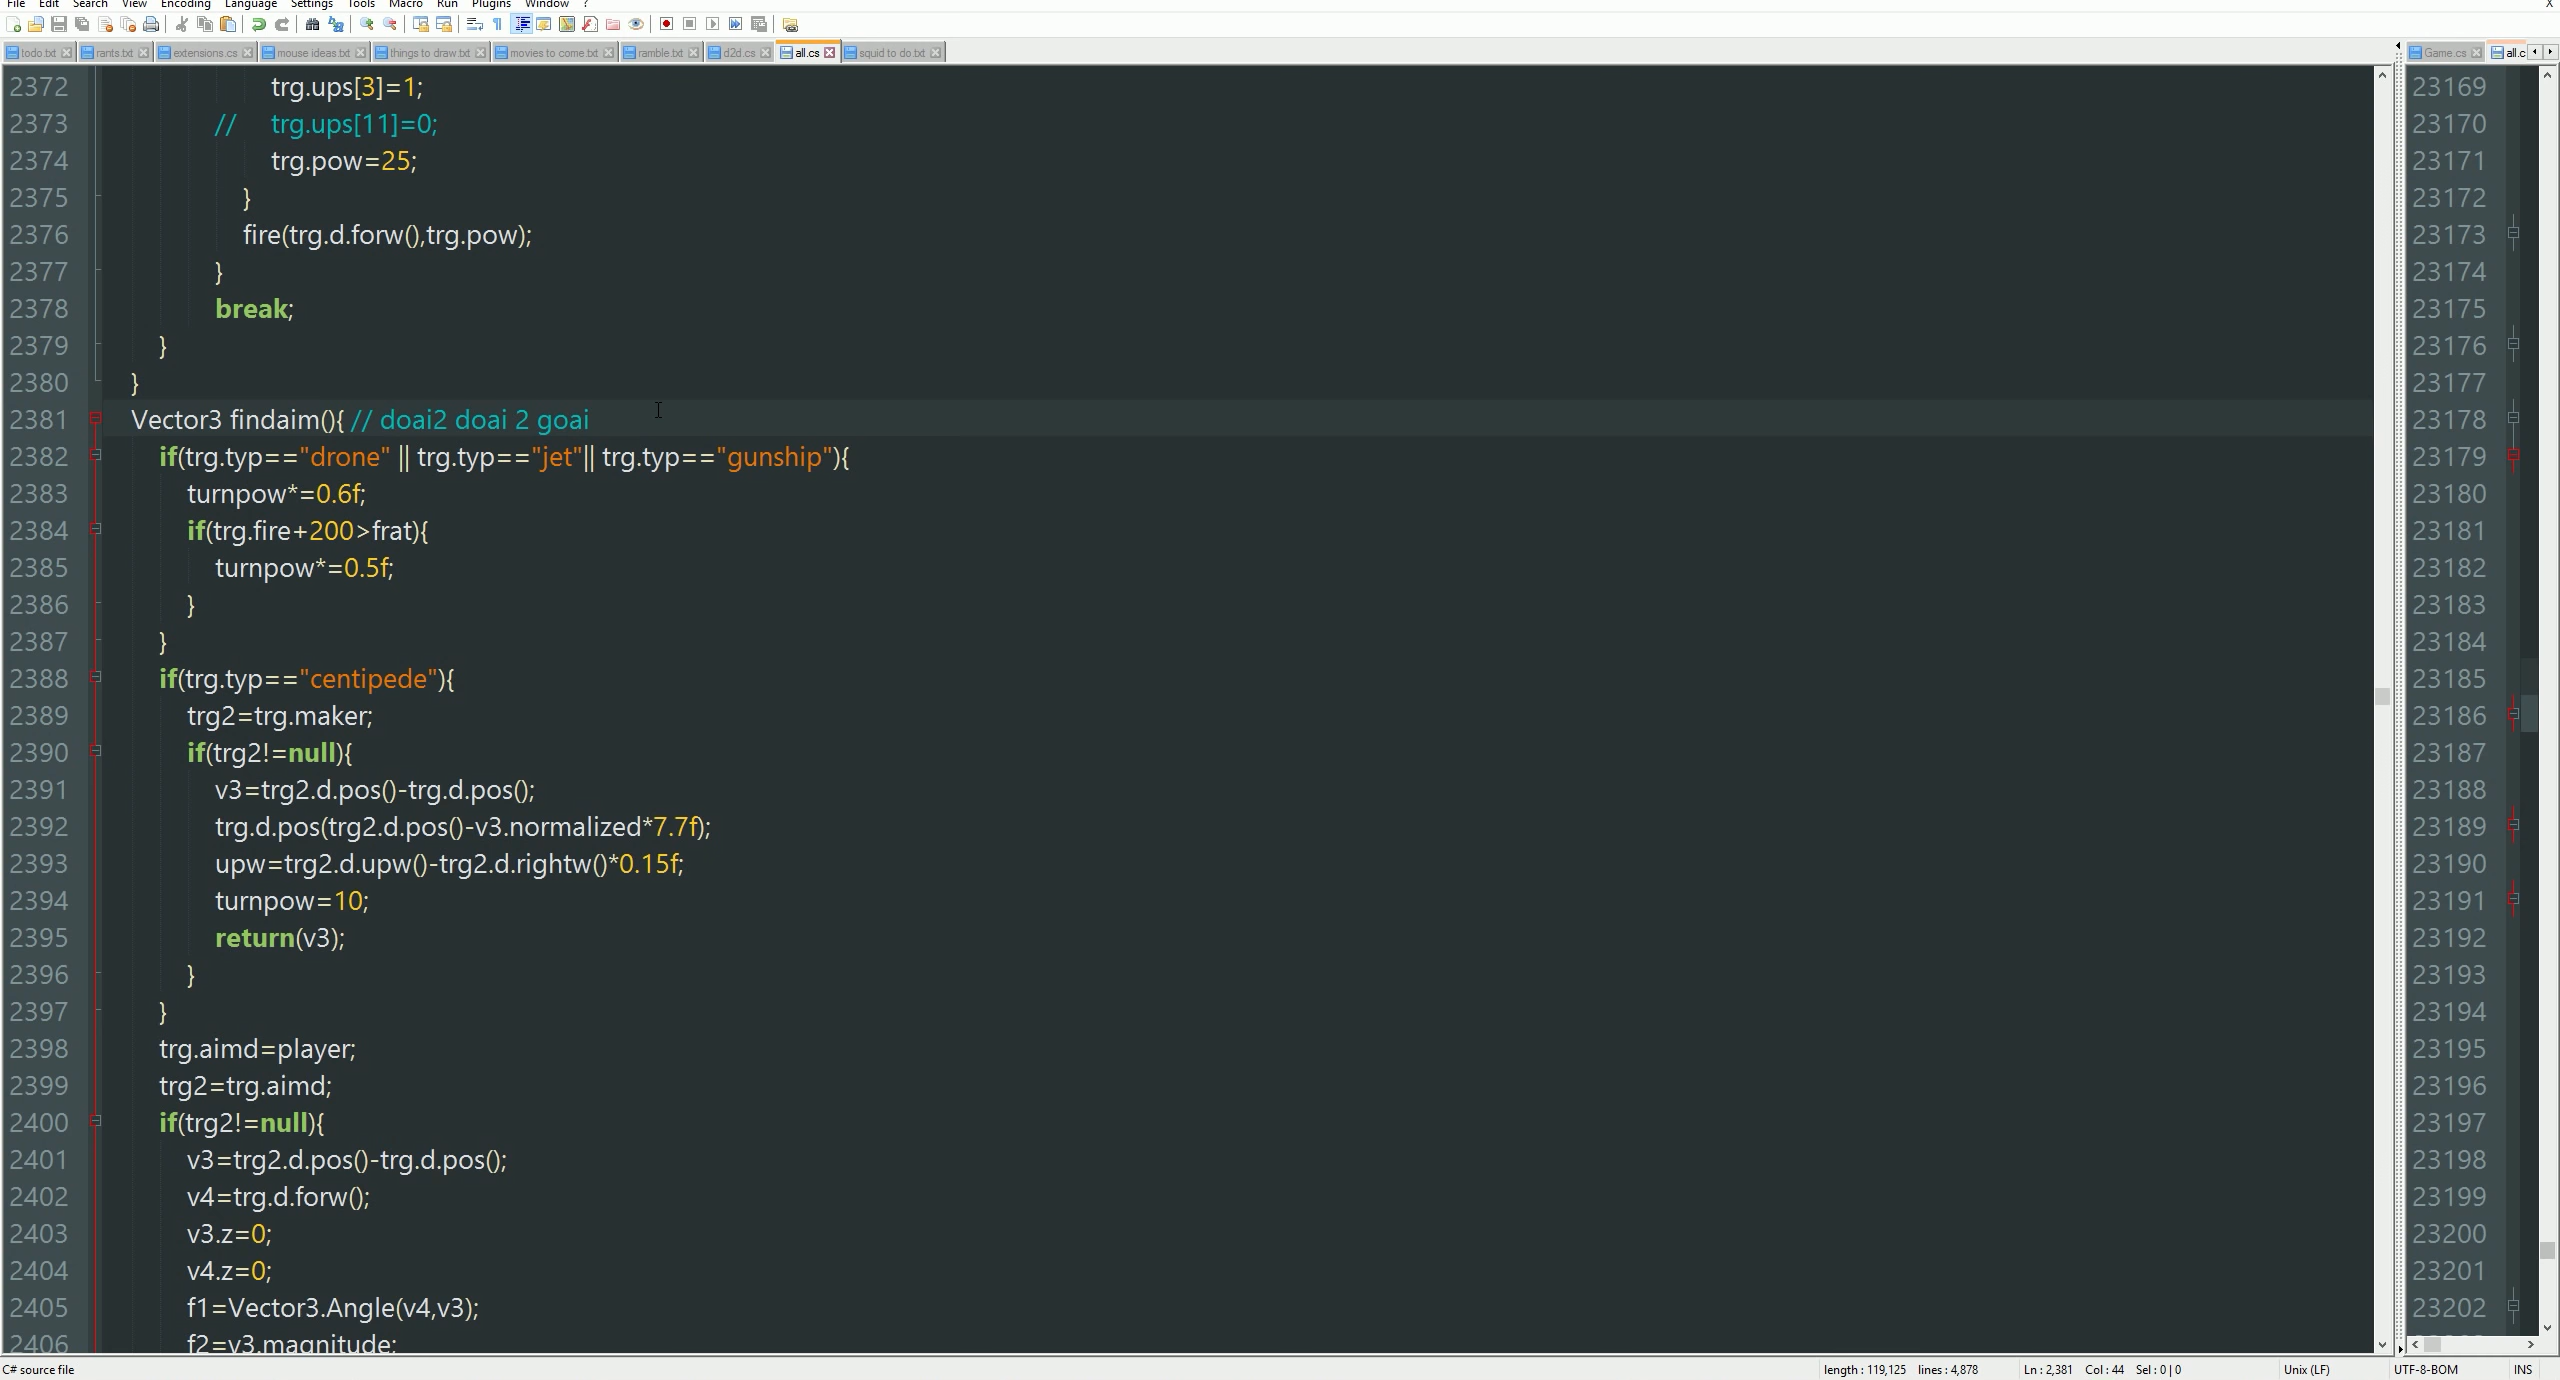 File Edit Search View Encoding Language Settings Tools Macro Run Plugins Window ? X
todo.txt rants.txt extensions.cs mouse ideas.txt things to draw.txt movies to come.txt ramble.txt d2d.cs all.cs squid to do.txt
2372 trg.ups[3]=1;
2373 // trg.ups[11]=0;
2374 trg.pow=25;
2375 }
2376 fire(trg.d.forw(),trg.pow);
2377 }
2378 break;
2379 }
2380 }
2381 Vector3 findaim(){ // doai2 doai 2 goai
2382 if(trg.typ=="drone" || trg.typ=="jet"|| trg.typ=="gunship"){
2383 turnpow*=0.6f;
2384 if(trg.fire+200>frat){
2385 turnpow*=0.5f;
2386 }
2387 }
2388 if(trg.typ=="centipede"){
2389 trg2=trg.maker;
2390 if(trg2!=null){
2391 v3=trg2.d.pos()-trg.d.pos();
2392 trg.d.pos(trg2.d.pos()-v3.normalized*7.7f);
2393 upw=trg2.d.upw()-trg2.d.rightw()*0.15f;
2394 turnpow=10;
2395 return(v3);
2396 }
2397 }
2398 trg.aimd=player;
2399 trg2=trg.aimd;
2400 if(trg2!=null){
2401 v3=trg2.d.pos()-trg.d.pos();
2402 v4=trg.d.forw();
2403 v3.z=0;
2404 v4.z=0;
2405 f1=Vector3.Angle(v4,v3);
2406 f2=v3.magnitude;
Game.cs all.c
23169
23170
23171
23172
23173
23174
23175
23176
23177
23178
23179
23180
23181
23182
23183
23184
23185
23186
23187
23188
23189
23190
23191
23192
23193
23194
23195
23196
23197
23198
23199
23200
23201
23202
C# source file length : 119,125 lines : 4,878 Ln : 2,381 Col : 44 Sel : 0 | 0 Unix (LF) UTF-8-BOM INS